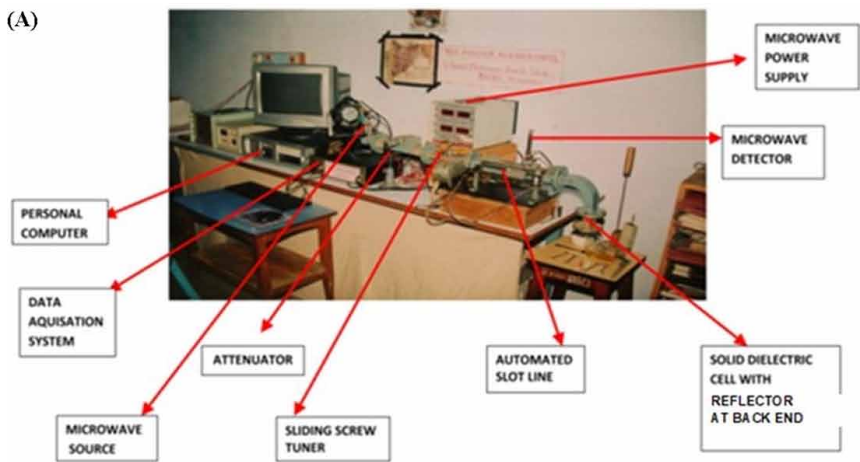 (A)
MICROWAVE
POWER
SUPPLY
MICROWAVE
DETECTOR
PERSONAL
COMPUTER
DATA
AQUISATION
SYSTEM
ATTENUATOR
AUTOMATED
SLOT LINE
SOLID DIELECTRIC
CELL WITH
REFLECTOR
AT BACK END
MICROWAVE
SOURCE
SLIDING SCREW
TUNER